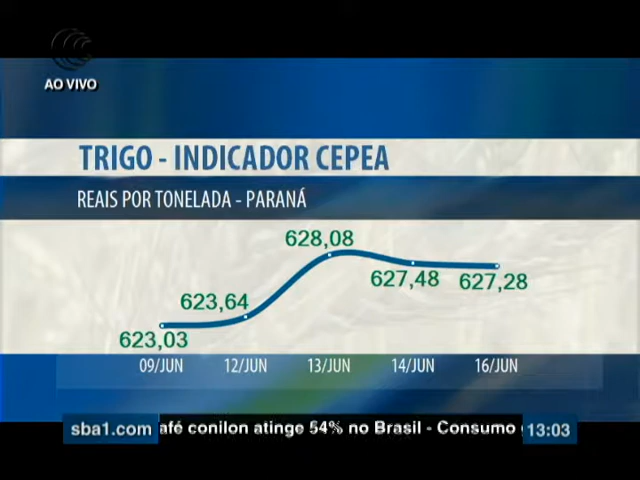 AO VIVO
TRIGO - INDICADOR CEPEA
REAIS POR TONELADA - PARANÁ
628,08
627,48
627,28
623,64
623,03
09/JUN 12/JUN 13/JUN 14/JUN 16/JUN
sba1.com afé conilon atinge 54% no Brasil - Consumo 13:03